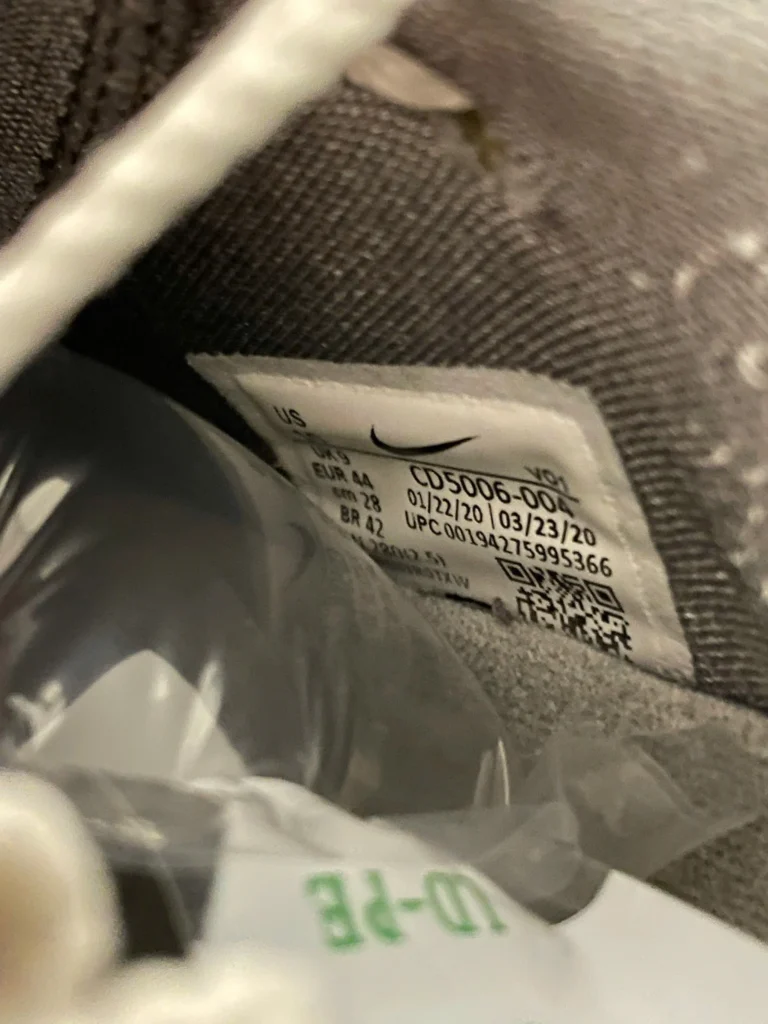 US
UK 9
EUR 44
cm 28
BR 42
V01
CD5006-004
01/22/20 | 03/23/20
UPC 00194275995366
LD-PE